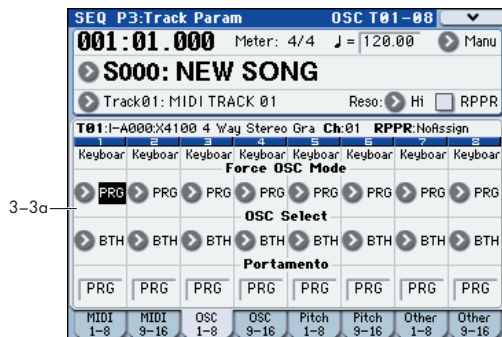 SEQ P3:Track Param OSC T01-08
001:01.000 Meter: 4/4 ♩= 120.00 Manu
S000: NEW SONG
Track01: MIDI TRACK 01 Reso: Hi RPPR
T01:I-A000:X4100 4 Way Stereo Gra Ch:01 RPPR:NoAssign
1 2 3 4 5 6 7 8
Keyboar Keyboar Keyboar Keyboar Keyboar Keyboar Keyboar Keyboar
Force OSC Mode
3-3a
PRG PRG PRG PRG PRG PRG PRG PRG
OSC Select
BTH BTH BTH BTH BTH BTH BTH BTH
Portamento
PRG PRG PRG PRG PRG PRG PRG PRG
MIDI 1-8 MIDI 9-16 OSC 1-8 OSC 9-16 Pitch 1-8 Pitch 9-16 Other 1-8 Other 9-16